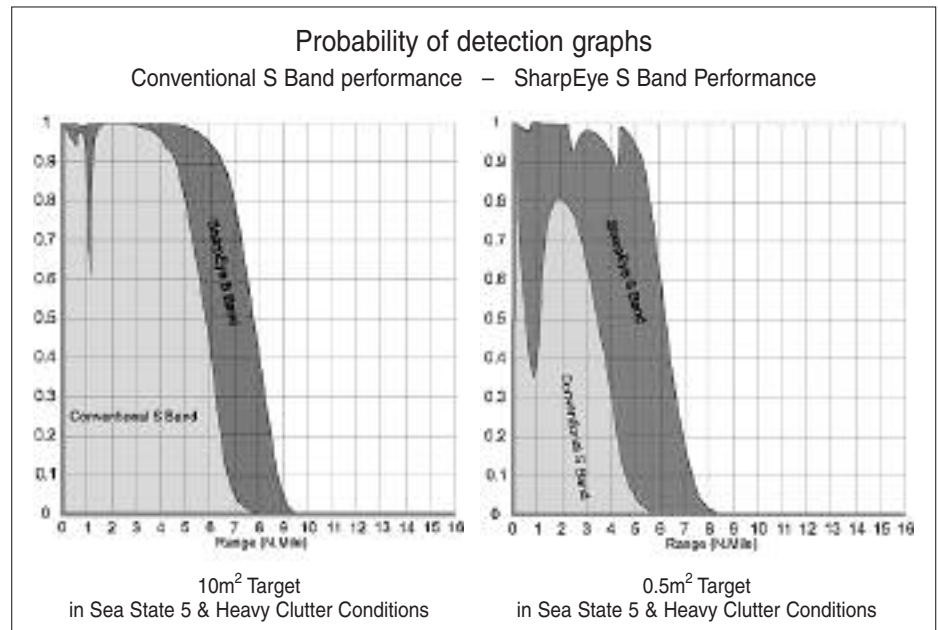 Probability of detection graphs
Conventional S Band performance – SharpEye S Band Performance
1
0.9
0.8
0.7
0.6
0.5
0.4
0.3
0.2
0.1
0
SharpEye S Band
Conventional S Band
0 1 2 3 4 5 6 7 8 9 10 11 12 13 14 15 16
Range (N.Mile)
10m² Target
in Sea State 5 & Heavy Clutter Conditions
1
0.9
0.8
0.7
0.6
0.5
0.4
0.3
0.2
0.1
0
SharpEye S Band
Conventional S Band
0 1 2 3 4 5 6 7 8 9 10 11 12 13 14 15 16
Range (N.Mile)
0.5m² Target
in Sea State 5 & Heavy Clutter Conditions